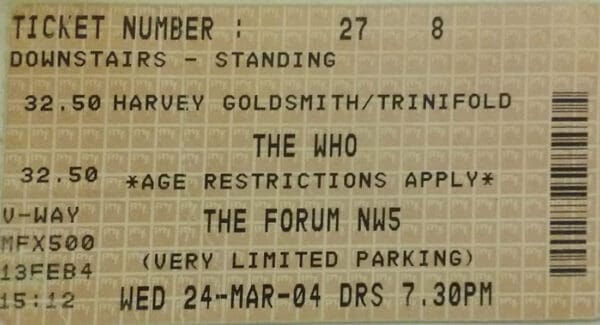 TICKET NUMBER : 27 8
DOWNSTAIRS - STANDING
32.50 HARVEY GOLDSMITH/TRINIFOLD
THE WHO
32.50 *AGE RESTRICTIONS APPLY*
V-WAY THE FORUM NW5
MFX500
(VERY LIMITED PARKING)
13FEB4
15:12 WED 24-MAR-04 DRS 7.30PM